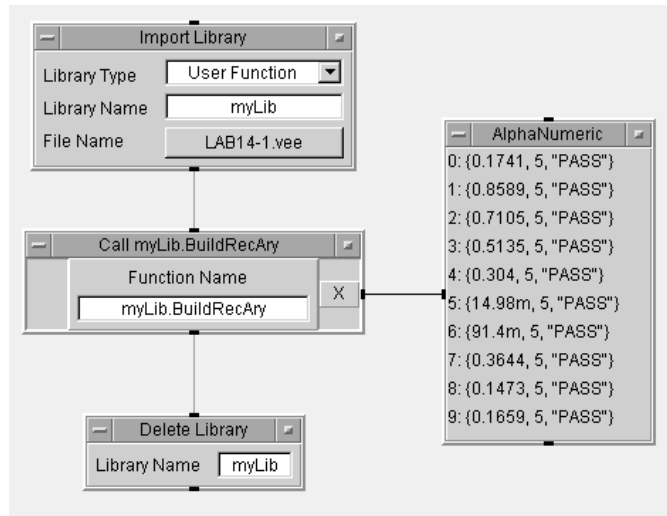 Import Library
Library Type User Function
Library Name myLib
File Name LAB14-1.vee
Call myLib.BuildRecAry
Function Name
myLib.BuildRecAry
X
Delete Library
Library Name myLib
AlphaNumeric
0: {0.1741, 5, "PASS"}
1: {0.8589, 5, "PASS"}
2: {0.7105, 5, "PASS"}
3: {0.5135, 5, "PASS"}
4: {0.304, 5, "PASS"}
5: {14.98m, 5, "PASS"}
6: {91.4m, 5, "PASS"}
7: {0.3644, 5, "PASS"}
8: {0.1473, 5, "PASS"}
9: {0.1659, 5, "PASS"}